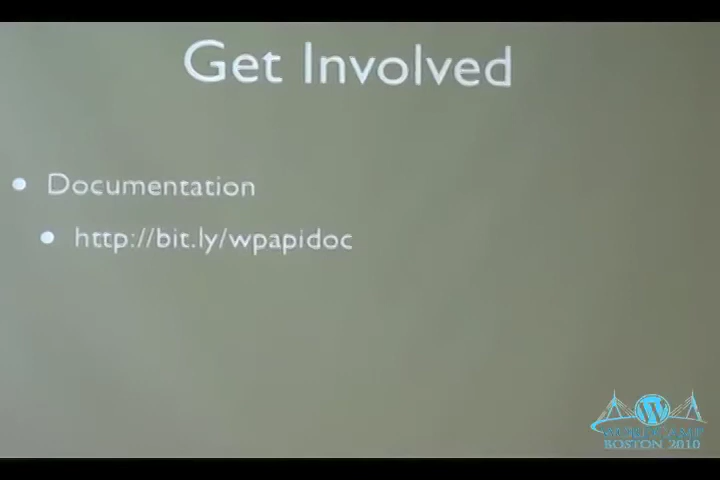 Get Involved
Documentation
http://bit.ly/wpapidoc
WORDCAMP
BOSTON 2010